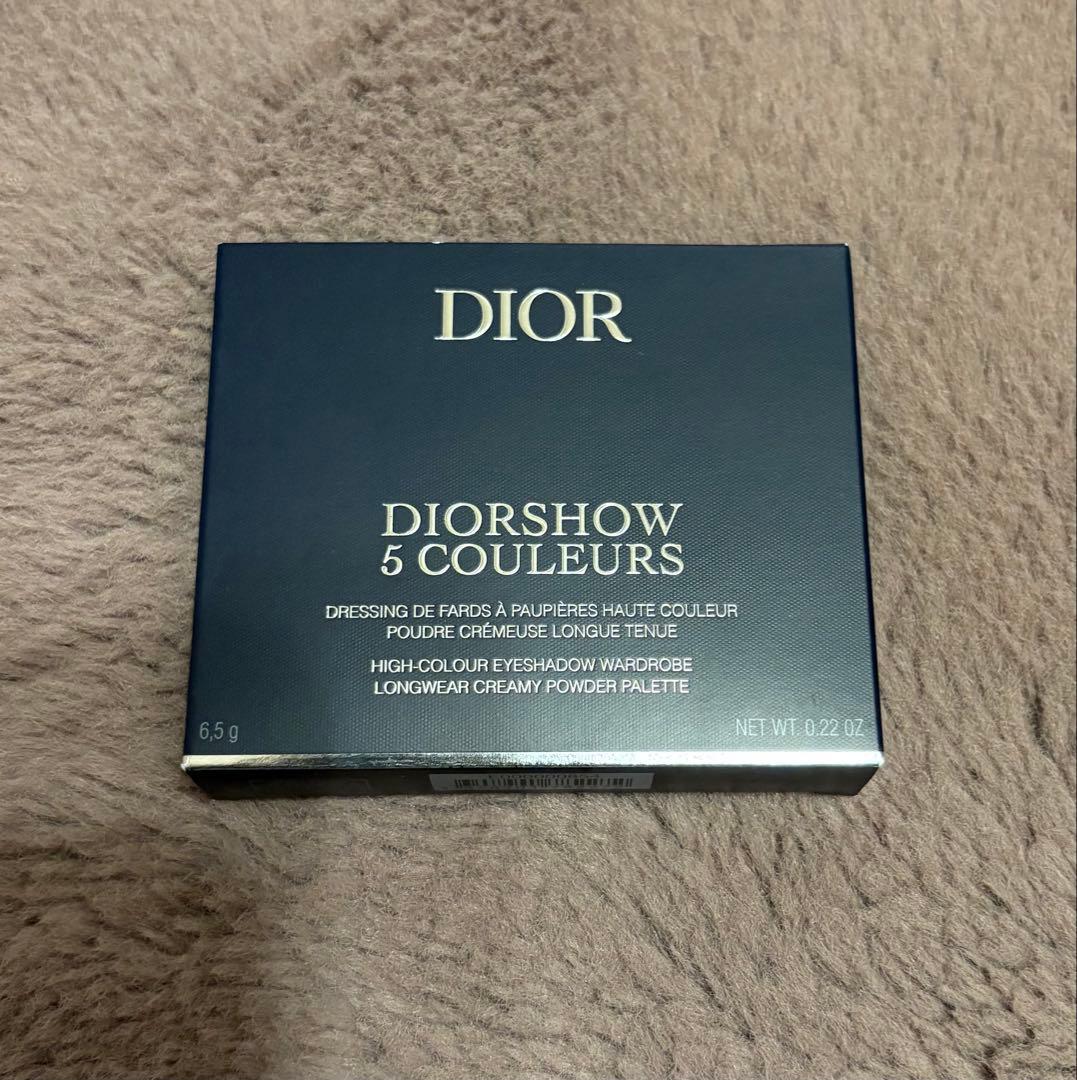 DIOR
DIORSHOW
5 COULEURS
DRESSING DE FARDS À PAUPIÈRES HAUTE COULEUR
POUDRE CRÉMEUSE LONGUE TENUE
HIGH-COLOUR EYESHADOW WARDROBE
LONGWEAR CREAMY POWDER PALETTE
6,5 g
NET WT. 0.22 OZ